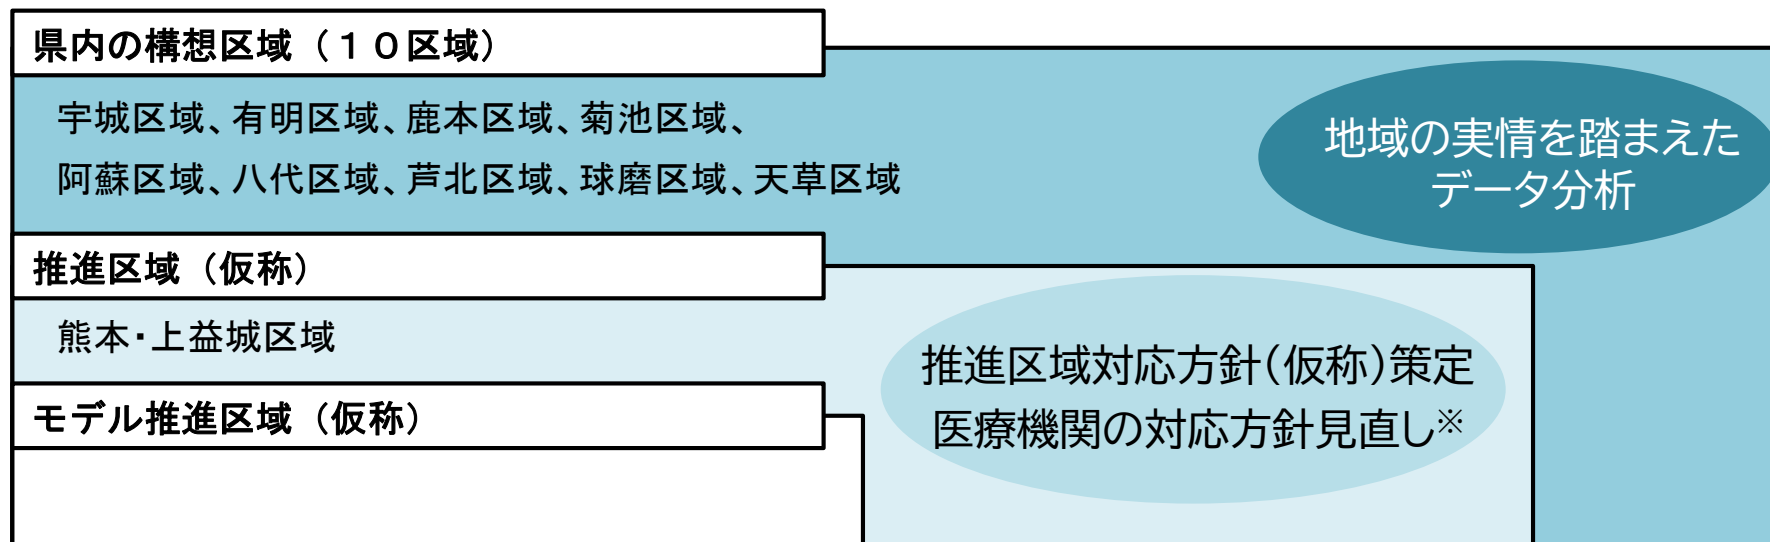 県内の構想区域（１０区域）
宇城区域、有明区域、鹿本区域、菊池区域、
阿蘇区域、八代区域、芦北区域、球磨区域、天草区域
地域の実情を踏まえた
データ分析
推進区域（仮称）
熊本・上益城区域
推進区域対応方針(仮称)策定
医療機関の対応方針見直し※
モデル推進区域（仮称）